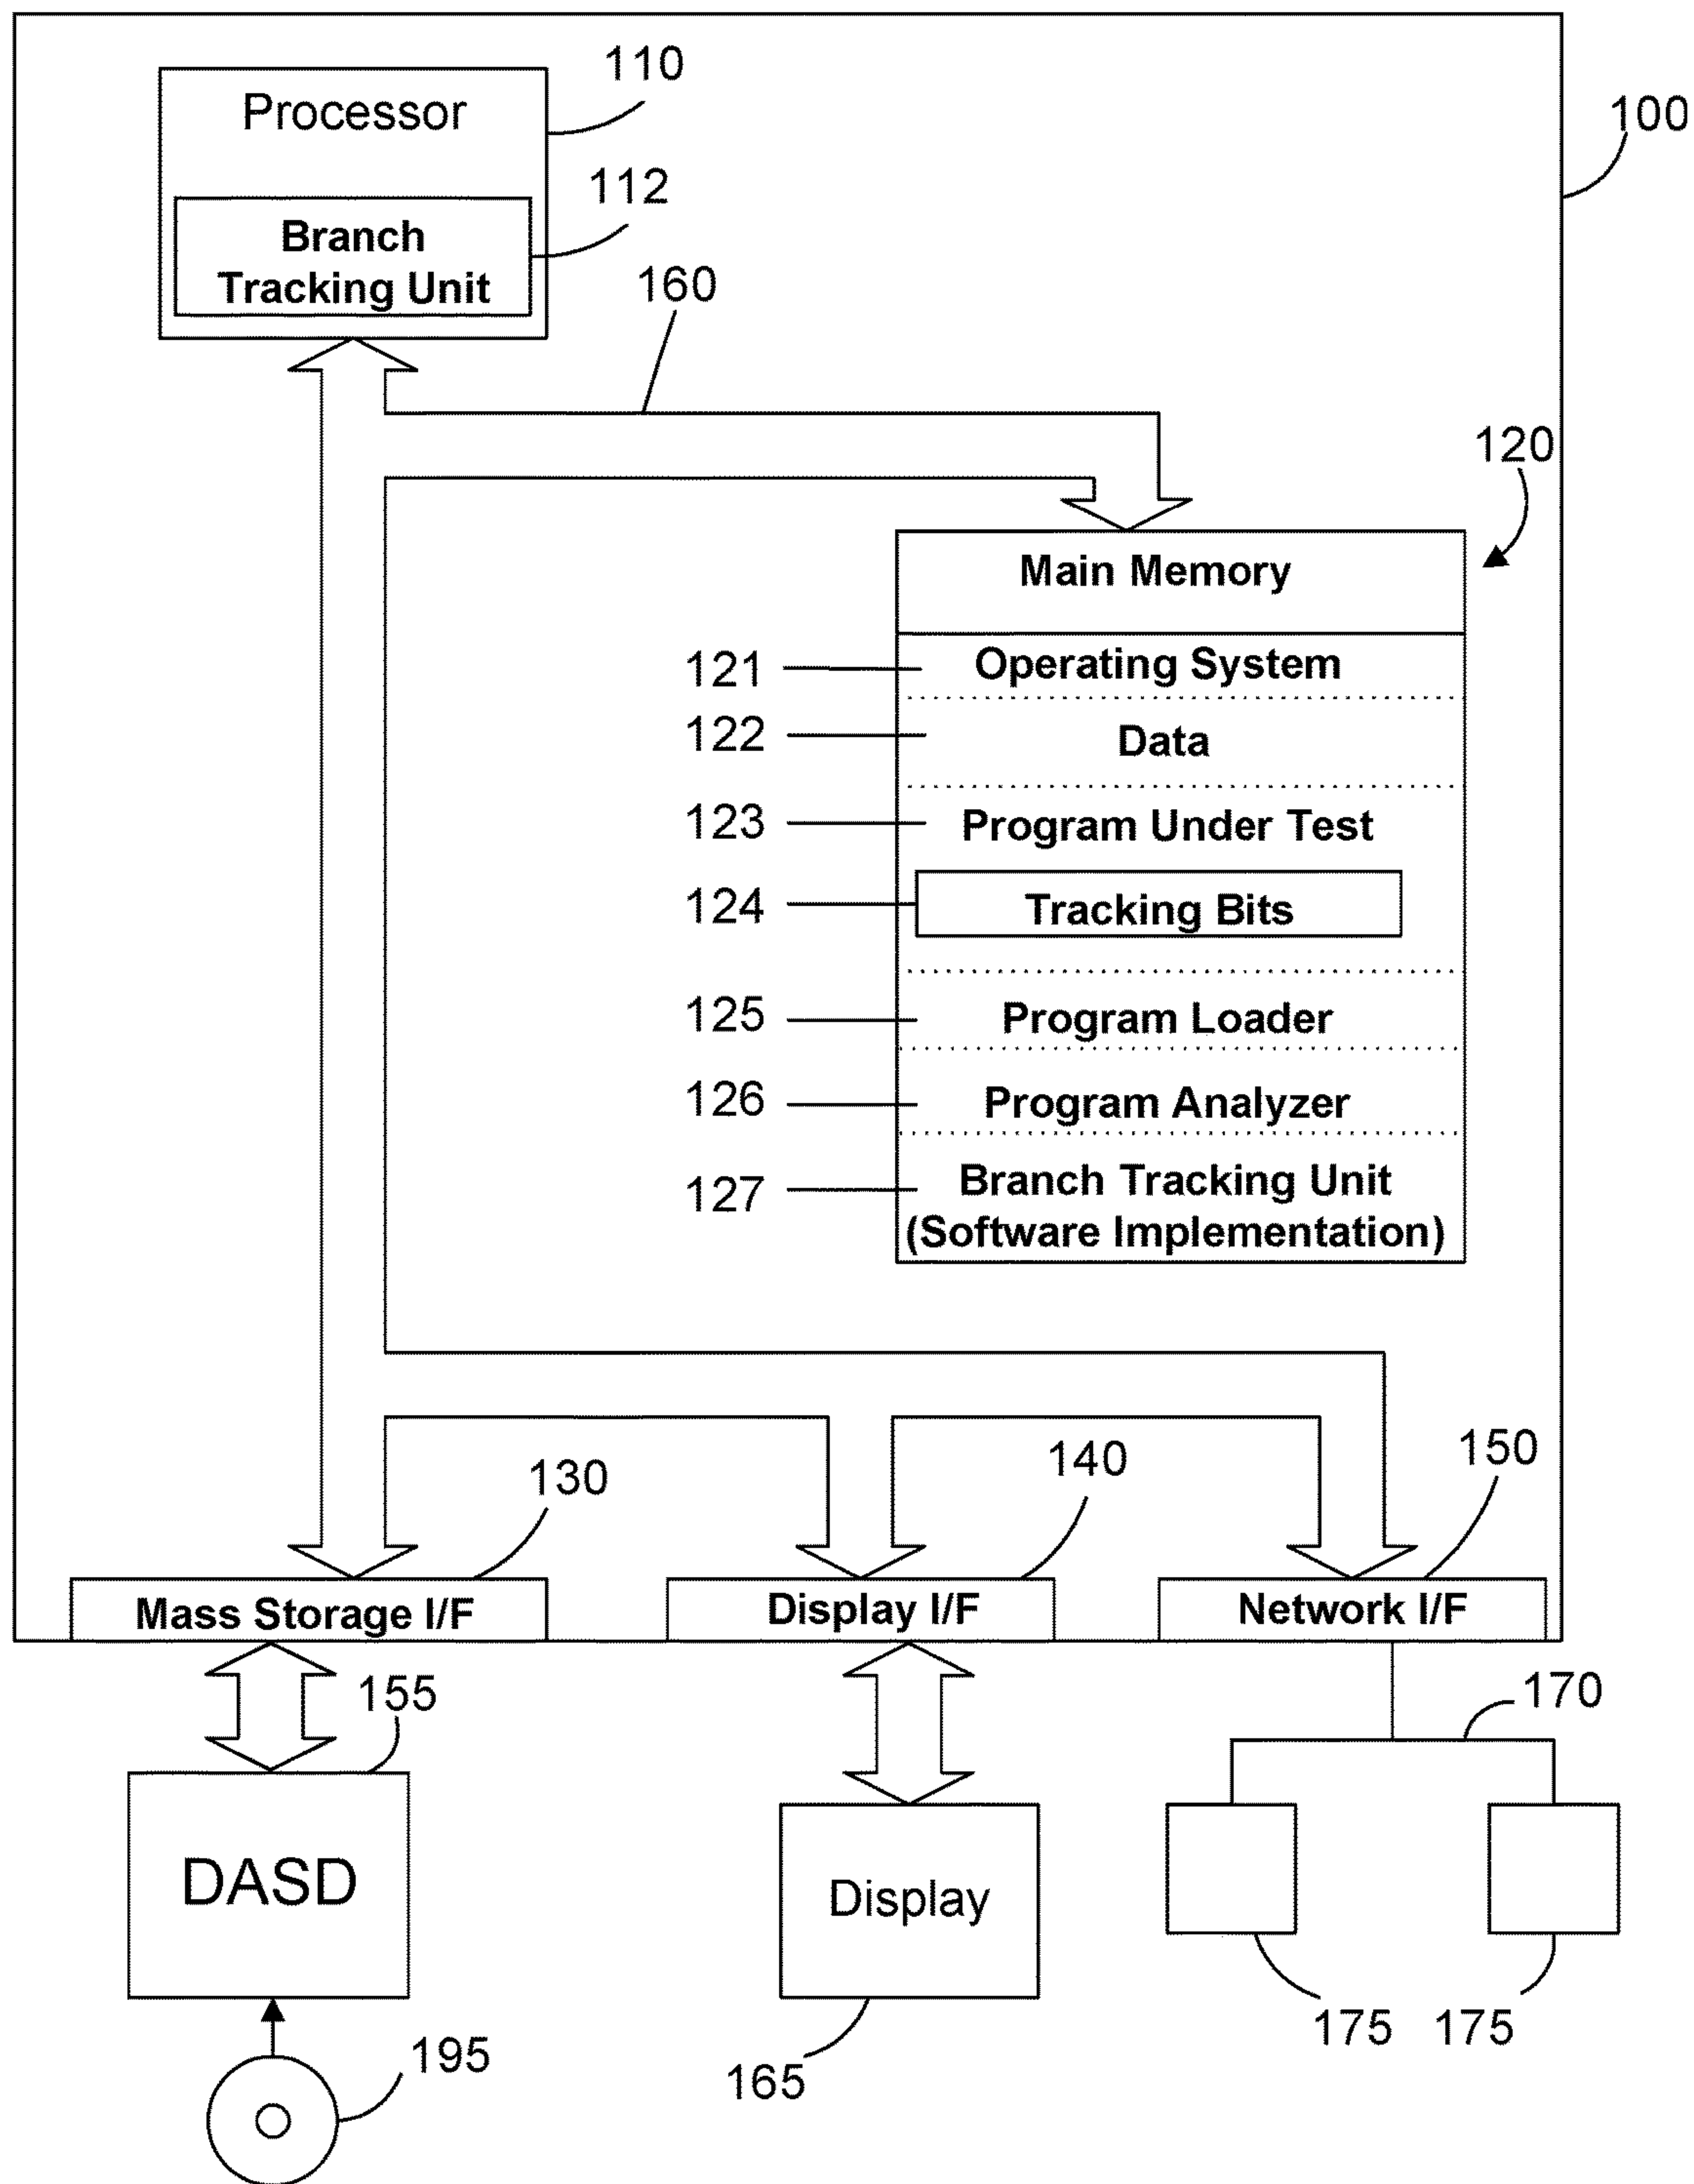 110
Processor
100
112
Branch
Tracking Unit
160
120
Main Memory
121
Operating System
122
Data
123
Program Under Test
124
Tracking Bits
125
Program Loader
126
Program Analyzer
127
Branch Tracking Unit
(Software Implementation)
130
140
150
Mass Storage I/F
Display I/F
Network I/F
155
170
DASD
Display
175
175
195
165